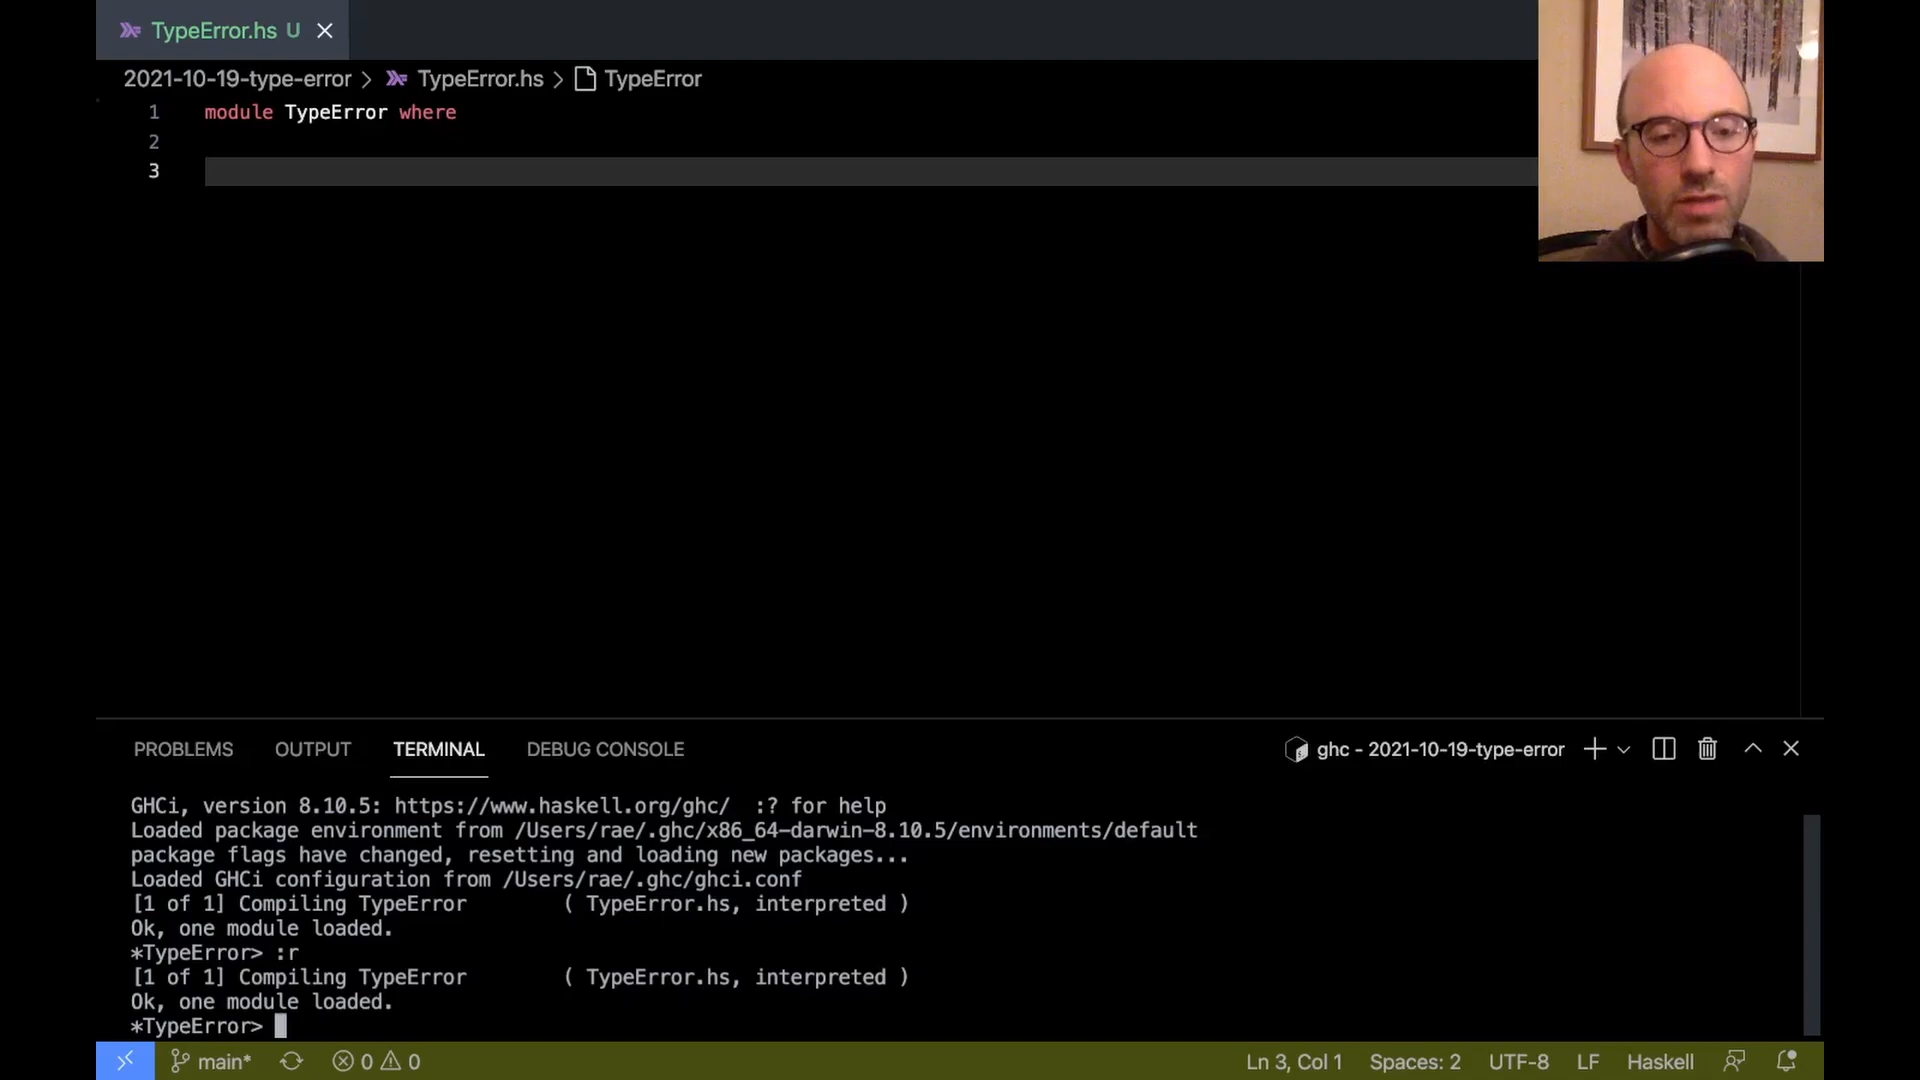 TypeError.hs U
2021-10-19-type-error > TypeError.hs > TypeError
1 module TypeError where
2
3
PROBLEMS OUTPUT TERMINAL DEBUG CONSOLE
ghc - 2021-10-19-type-error
GHCi, version 8.10.5: https://www.haskell.org/ghc/  :? for help
Loaded package environment from /Users/rae/.ghc/x86_64-darwin-8.10.5/environments/default
package flags have changed, resetting and loading new packages...
Loaded GHCi configuration from /Users/rae/.ghc/ghci.conf
[1 of 1] Compiling TypeError        ( TypeError.hs, interpreted )
Ok, one module loaded.
*TypeError> :r
[1 of 1] Compiling TypeError        ( TypeError.hs, interpreted )
Ok, one module loaded.
*TypeError>
main* 0 0 Ln 3, Col 1 Spaces: 2 UTF-8 LF Haskell